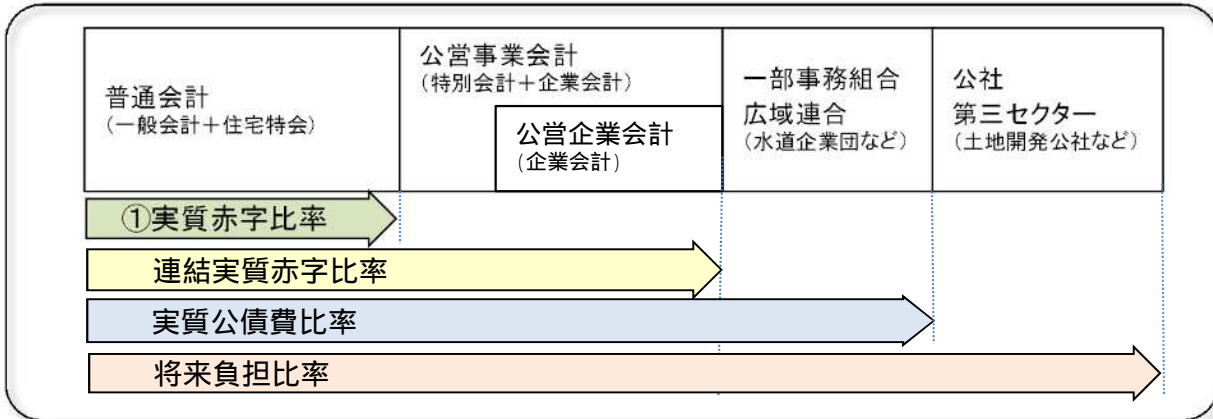 普通会計
（一般会計＋住宅特会）
公営事業会計
（特別会計＋企業会計）
公営企業会計
(企業会計)
一部事務組合
広域連合
（水道企業団など）
公社
第三セクター
（土地開発公社など）
①実質赤字比率
連結実質赤字比率
実質公債費比率
将来負担比率